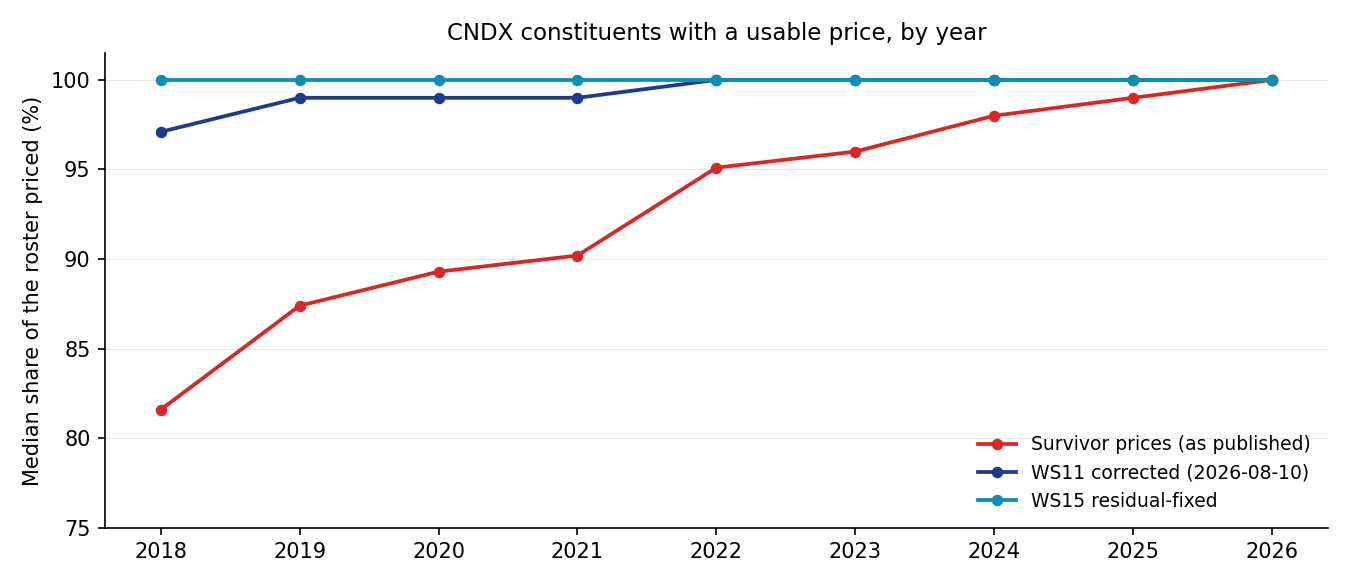 CNDX constituents with a usable price, by year
Median share of the roster priced (%)
100
95
90
85
80
75
2018 2019 2020 2021 2022 2023 2024 2025 2026
Survivor prices (as published)
WS11 corrected (2026-08-10)
WS15 residual-fixed